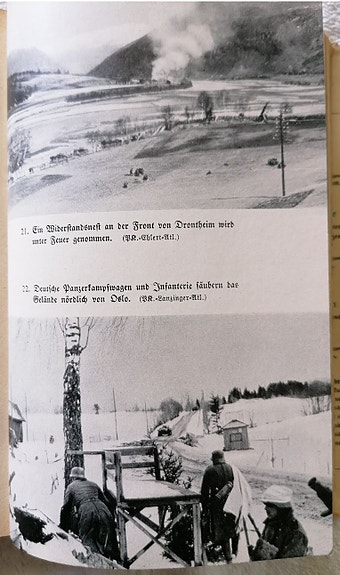 21. Ein Widerstandsnest an der Front von Drontheim wird
unter Feuer genommen. (PK.-Ehlert-Atl.)
22. Deutsche Panzerkampfwagen und Infanterie säubern das
Gelände nördlich von Oslo. (PK.-Lanzinger-Atl.)